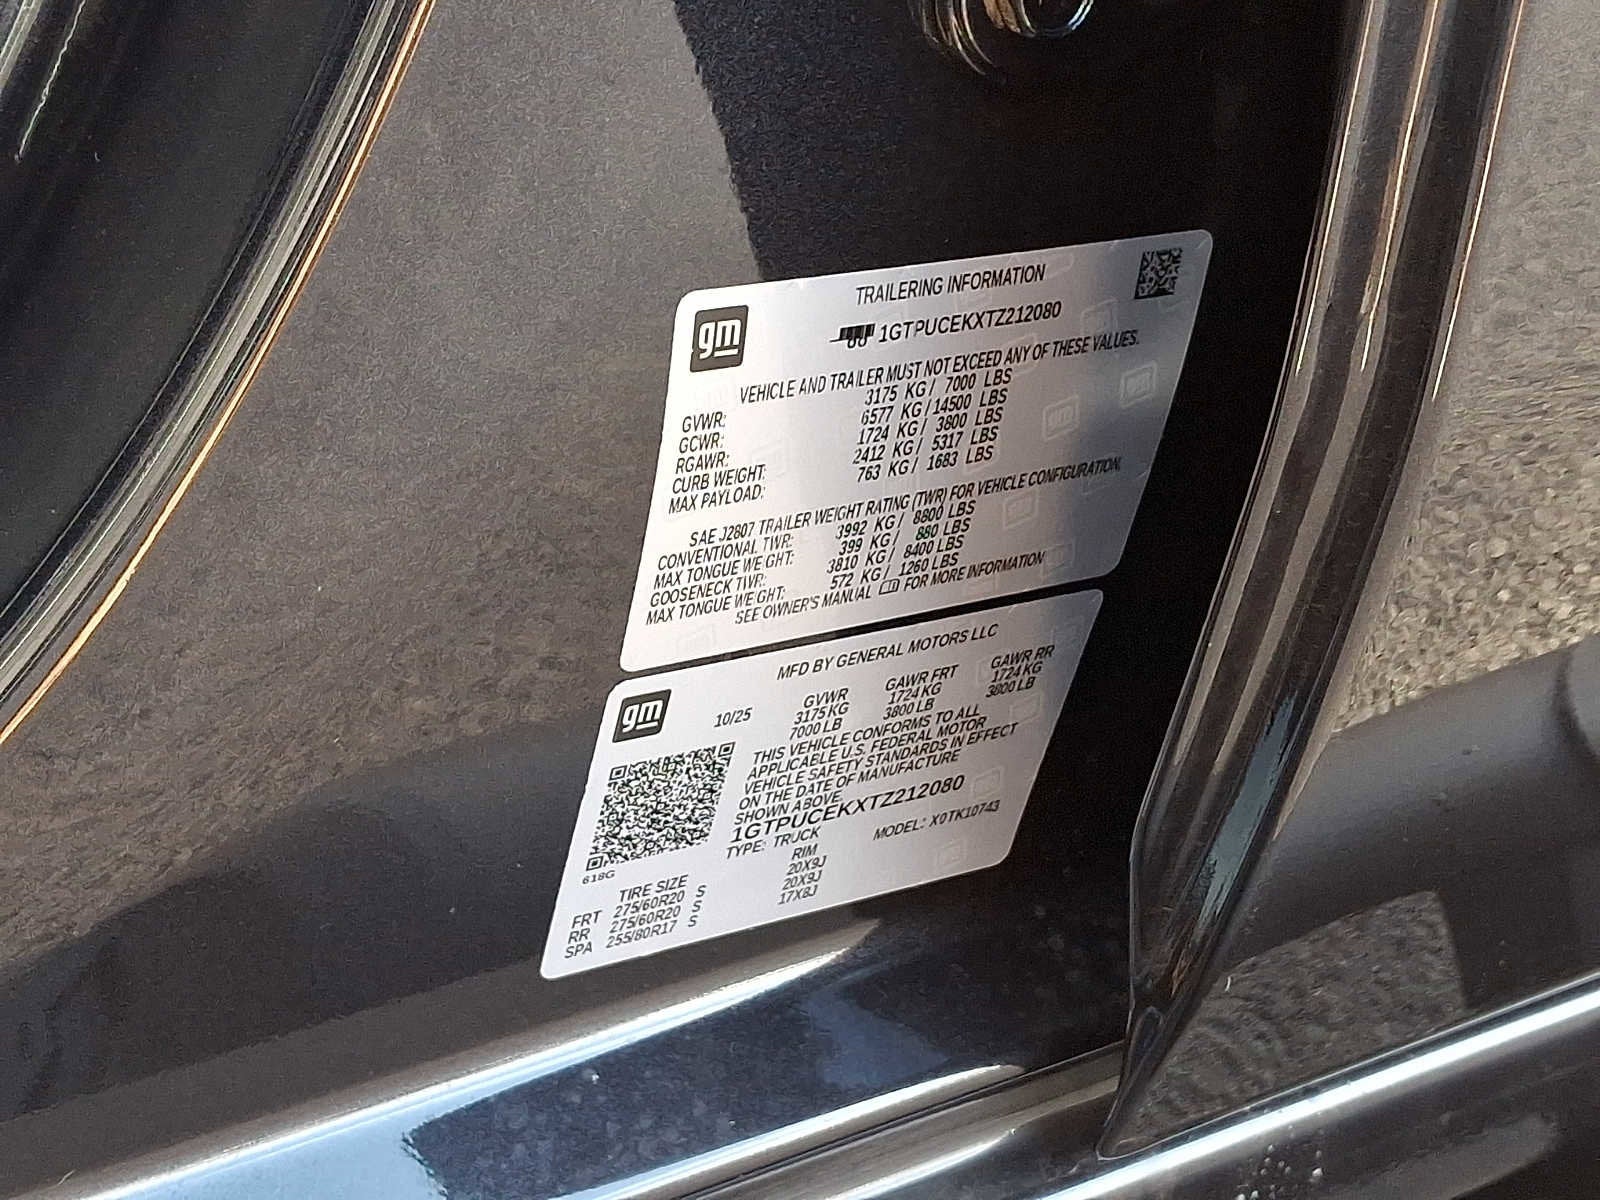 TRAILERING INFORMATION
gm
1GTPUCEKXTZ212080
VEHICLE AND TRAILER MUST NOT EXCEED ANY OF THESE VALUES.
GVWR: 3175 KG / 7000 LBS
GCWR: 6577 KG / 14500 LBS
RGAWR: 1724 KG / 3800 LBS
CURB WEIGHT: 2412 KG / 5317 LBS
MAX PAYLOAD: 763 KG / 1683 LBS
SAE J2807 TRAILER WEIGHT RATING (TWR) FOR VEHICLE CONFIGURATION.
CONVENTIONAL TWR: 3992 KG / 8800 LBS
MAX TONGUE WEIGHT: 399 KG / 880 LBS
GOOSENECK TWR: 3810 KG / 8400 LBS
MAX TONGUE WEIGHT: 572 KG / 1260 LBS
SEE OWNER'S MANUAL FOR MORE INFORMATION
MFD BY GENERAL MOTORS LLC
gm
10/25
GVWR GAWR FRT GAWR RR
3175 KG 1724 KG 1724 KG
7000 LB 3800 LB 3800 LB
THIS VEHICLE CONFORMS TO ALL
APPLICABLE U.S. FEDERAL MOTOR
VEHICLE SAFETY STANDARDS IN EFFECT
ON THE DATE OF MANUFACTURE
SHOWN ABOVE.
1GTPUCEKXTZ212080
TYPE: TRUCK MODEL: X0TK10743
618G
TIRE SIZE RIM
FRT 275/60R20 S 20X9J
RR 275/60R20 S 20X9J
SPA 255/80R17 S 17X8J